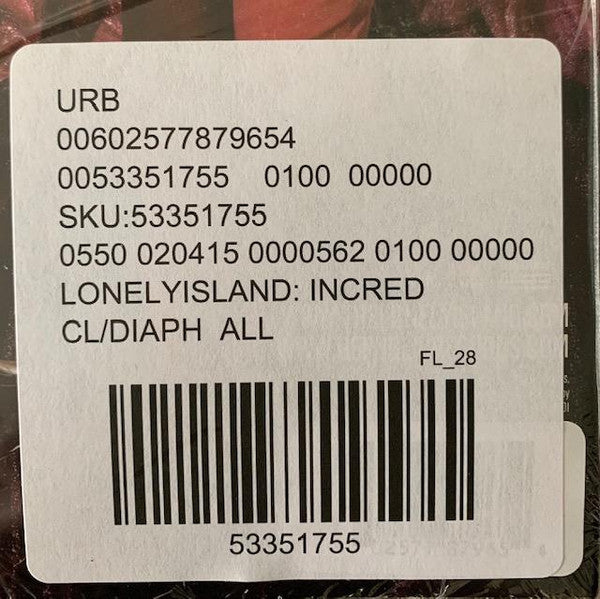 URB
00602577879654
0053351755 0100 00000
SKU:53351755
0550 020415 0000562 0100 00000
LONELYISLAND: INCRED
CL/DIAPH ALL
FL_28
53351755